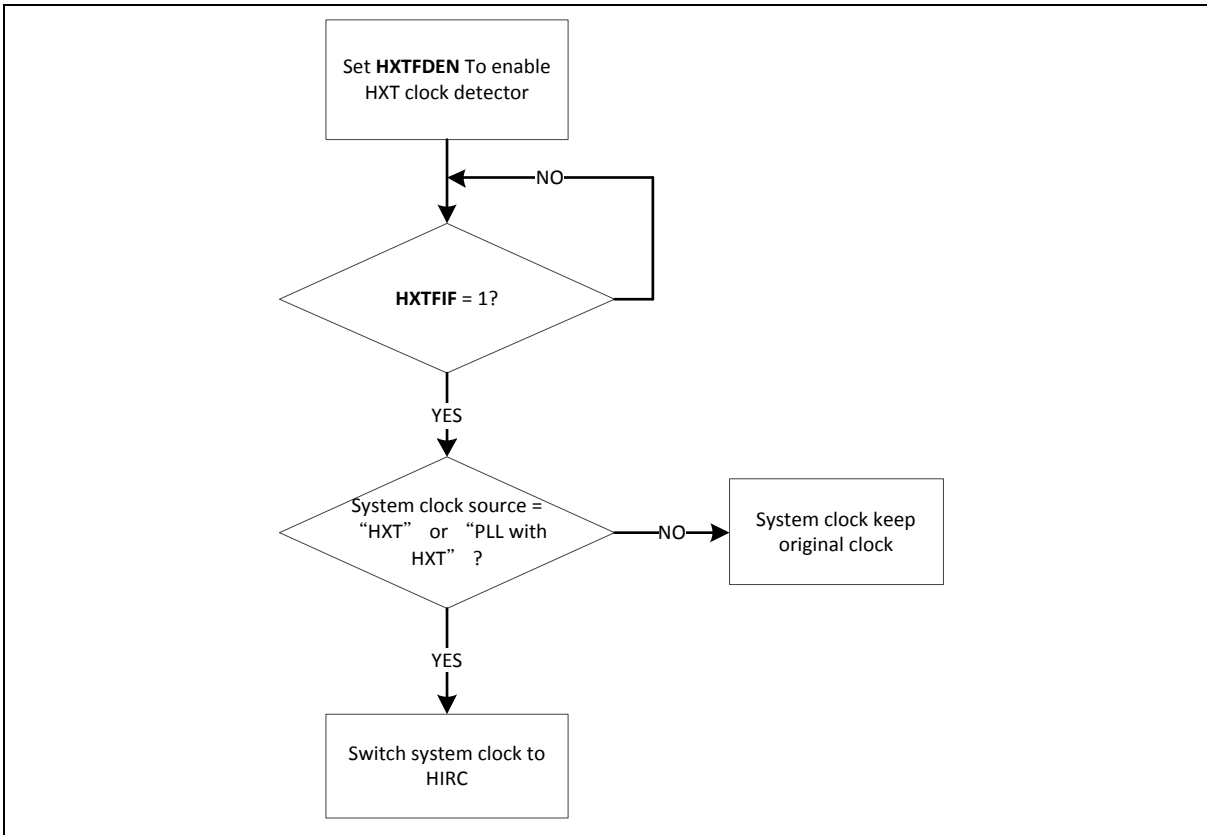 Set HXTFDEN To enable
HXT clock detector
NO
HXTFIF = 1?
YES
System clock source =
“HXT” or “PLL with
HXT” ?
NO
System clock keep
original clock
YES
Switch system clock to
HIRC